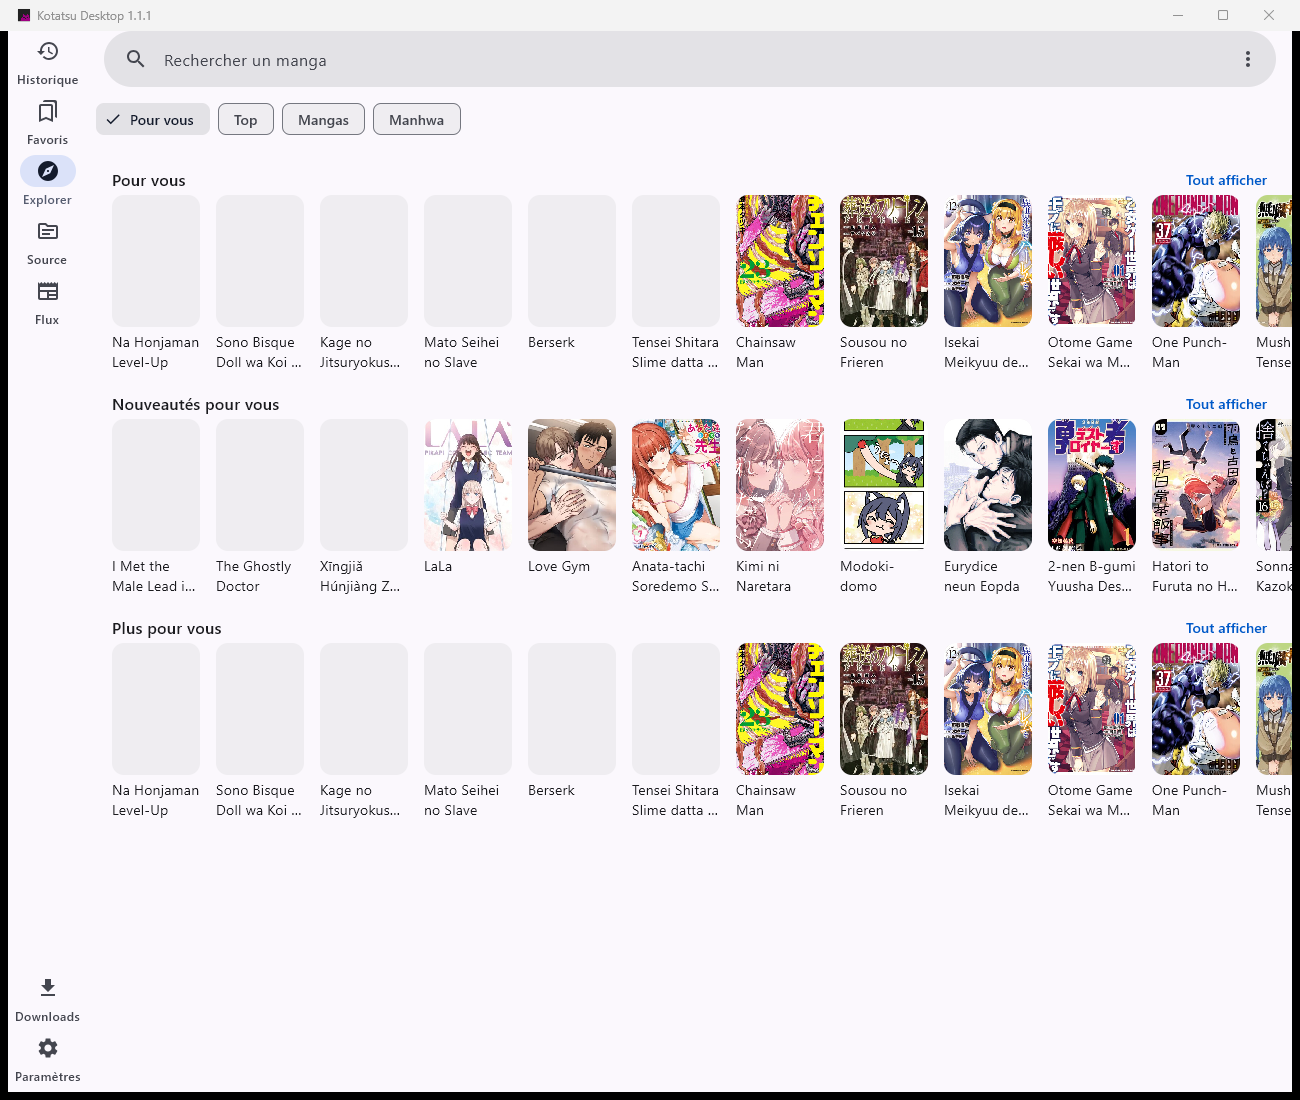 Kotatsu Desktop 1.1.1
Historique
Favoris
Explorer
Source
Flux
Downloads
Paramètres
Rechercher un manga
Pour vous
Top
Mangas
Manhwa
Pour vous
Tout afficher
Na Honjaman Level-Up
Sono Bisque Doll wa Koi ...
Kage no Jitsuryokus...
Mato Seihei no Slave
Berserk
Tensei Shitara Slime datta ...
Chainsaw Man
Sousou no Frieren
Isekai Meikyuu de...
Otome Game Sekai wa M...
One Punch-Man
Mush
Tense
Nouveautés pour vous
Tout afficher
I Met the Male Lead i...
The Ghostly Doctor
Xīngjiǎ Húnjiàng Z...
LaLa
Love Gym
Anata-tachi Soredemo S...
Kimi ni Naretara
Modoki-domo
Eurydice neun Eopda
2-nen B-gumi Yuusha Des...
Hatori to Furuta no H...
Sonna
Kazok
Plus pour vous
Tout afficher
Na Honjaman Level-Up
Sono Bisque Doll wa Koi ...
Kage no Jitsuryokus...
Mato Seihei no Slave
Berserk
Tensei Shitara Slime datta ...
Chainsaw Man
Sousou no Frieren
Isekai Meikyuu de...
Otome Game Sekai wa M...
One Punch-Man
Mush
Tense